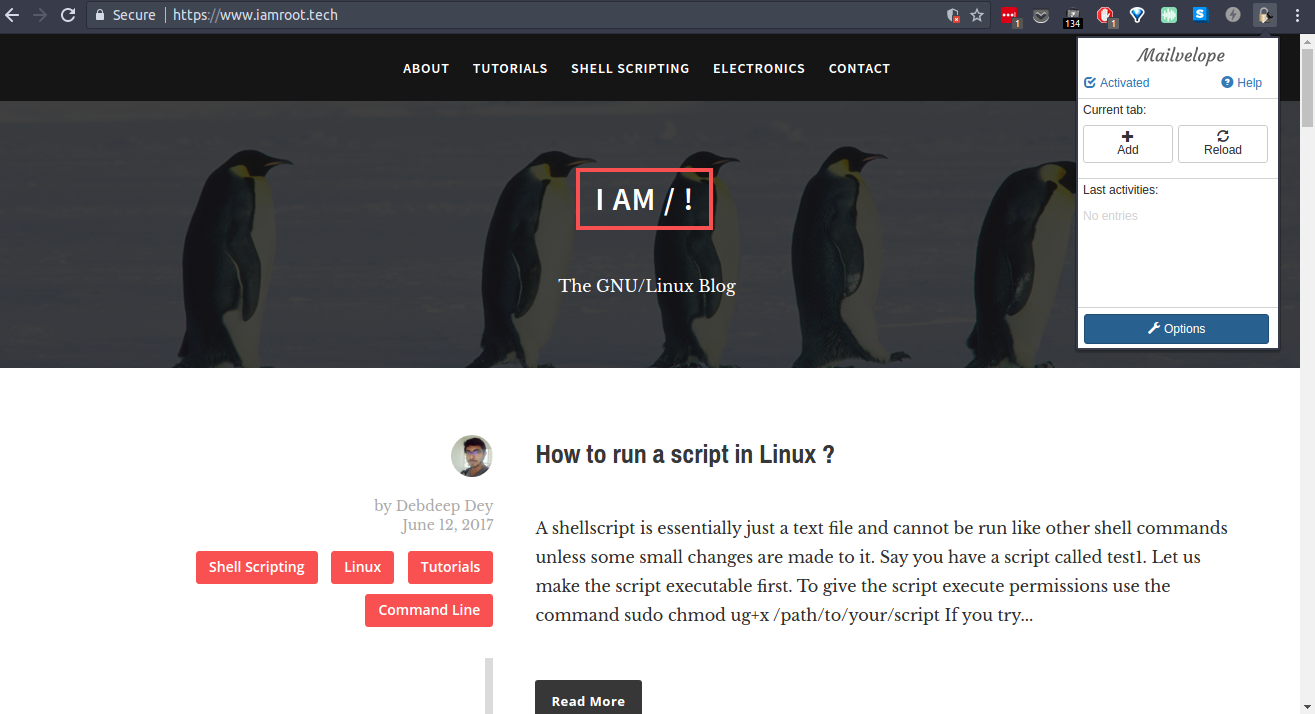 Secure https://www.iamroot.tech
1
134
1
S
ABOUT TUTORIALS SHELL SCRIPTING ELECTRONICS CONTACT
I AM / !
The GNU/Linux Blog
Mailvelope
Activated Help
Current tab:
Add Reload
Last activities:
No entries
Options
by Debdeep Dey
June 12, 2017
Shell Scripting Linux Tutorials
Command Line
How to run a script in Linux ?
A shellscript is essentially just a text file and cannot be run like other shell commands
unless some small changes are made to it. Say you have a script called test1. Let us
make the script executable first. To give the script execute permissions use the
command sudo chmod ug+x /path/to/your/script If you try...
Read More